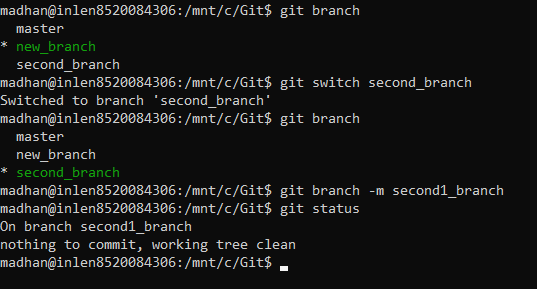 madhan@inlen8520084306:/mnt/c/Git$ git branch
  master
* new_branch
  second_branch
madhan@inlen8520084306:/mnt/c/Git$ git switch second_branch
Switched to branch 'second_branch'
madhan@inlen8520084306:/mnt/c/Git$ git branch
  master
  new_branch
* second_branch
madhan@inlen8520084306:/mnt/c/Git$ git branch -m second1_branch
madhan@inlen8520084306:/mnt/c/Git$ git status
On branch second1_branch
nothing to commit, working tree clean
madhan@inlen8520084306:/mnt/c/Git$